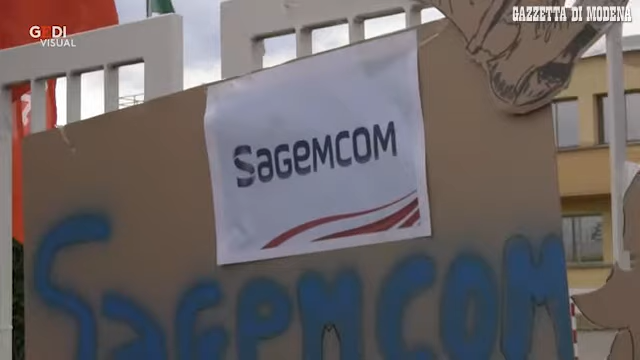 GEDI
VISUAL
GAZZETTA DI MODENA
SAGEMCOM
SAGEMCOM